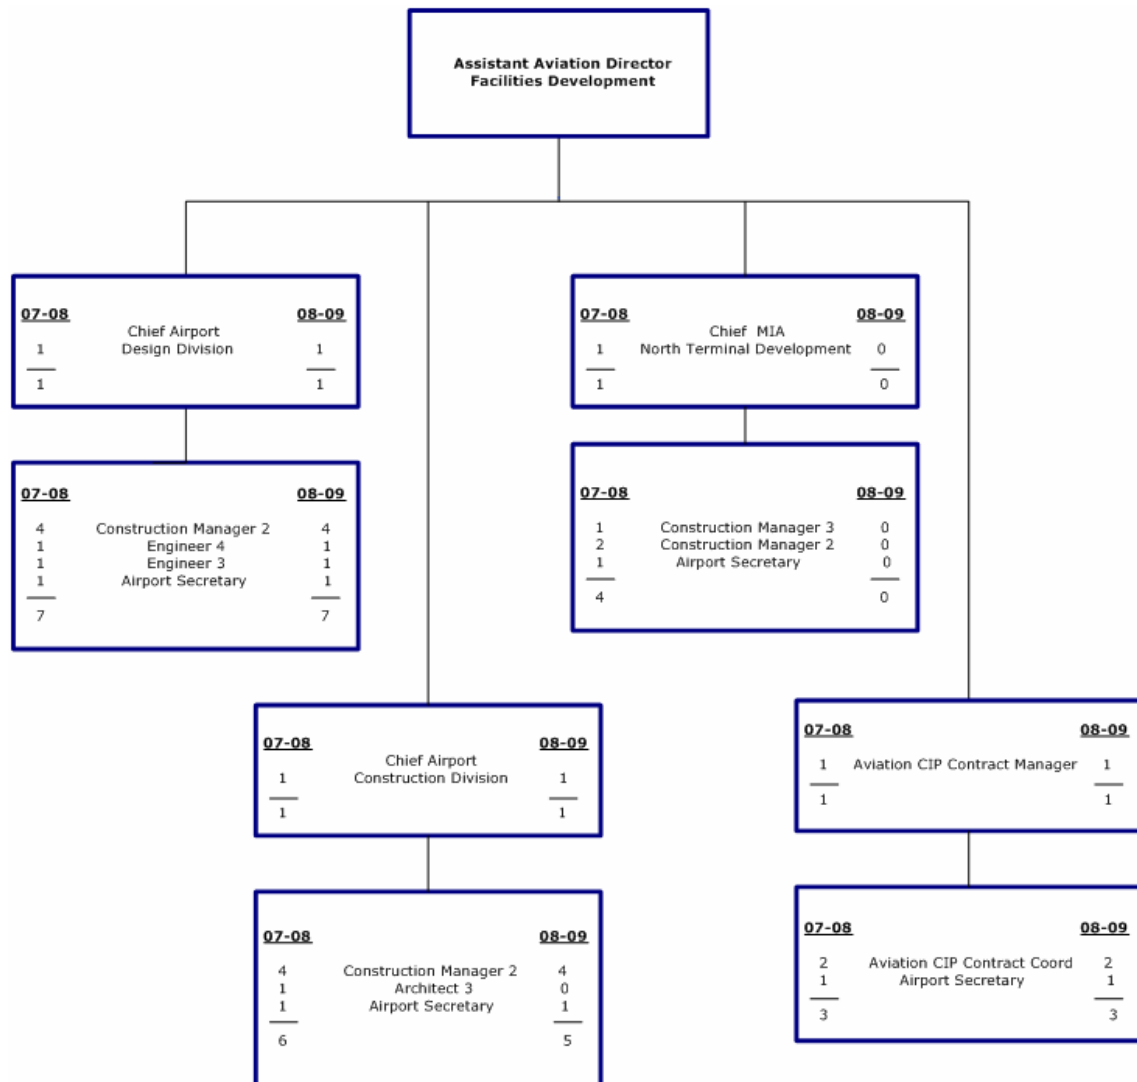 Assistant Aviation Director
Facilities Development
07-08 08-09
Chief Airport
1 Design Division 1
1 1
07-08 08-09
4 Construction Manager 2 4
1 Engineer 4 1
1 Engineer 3 1
1 Airport Secretary 1
7 7
07-08 08-09
Chief MIA
1 North Terminal Development 0
1 0
07-08 08-09
1 Construction Manager 3 0
2 Construction Manager 2 0
1 Airport Secretary 0
4 0
07-08 08-09
Chief Airport
1 Construction Division 1
1 1
07-08 08-09
4 Construction Manager 2 4
1 Architect 3 0
1 Airport Secretary 1
6 5
07-08 08-09
1 Aviation CIP Contract Manager 1
1 1
07-08 08-09
2 Aviation CIP Contract Coord 2
1 Airport Secretary 1
3 3